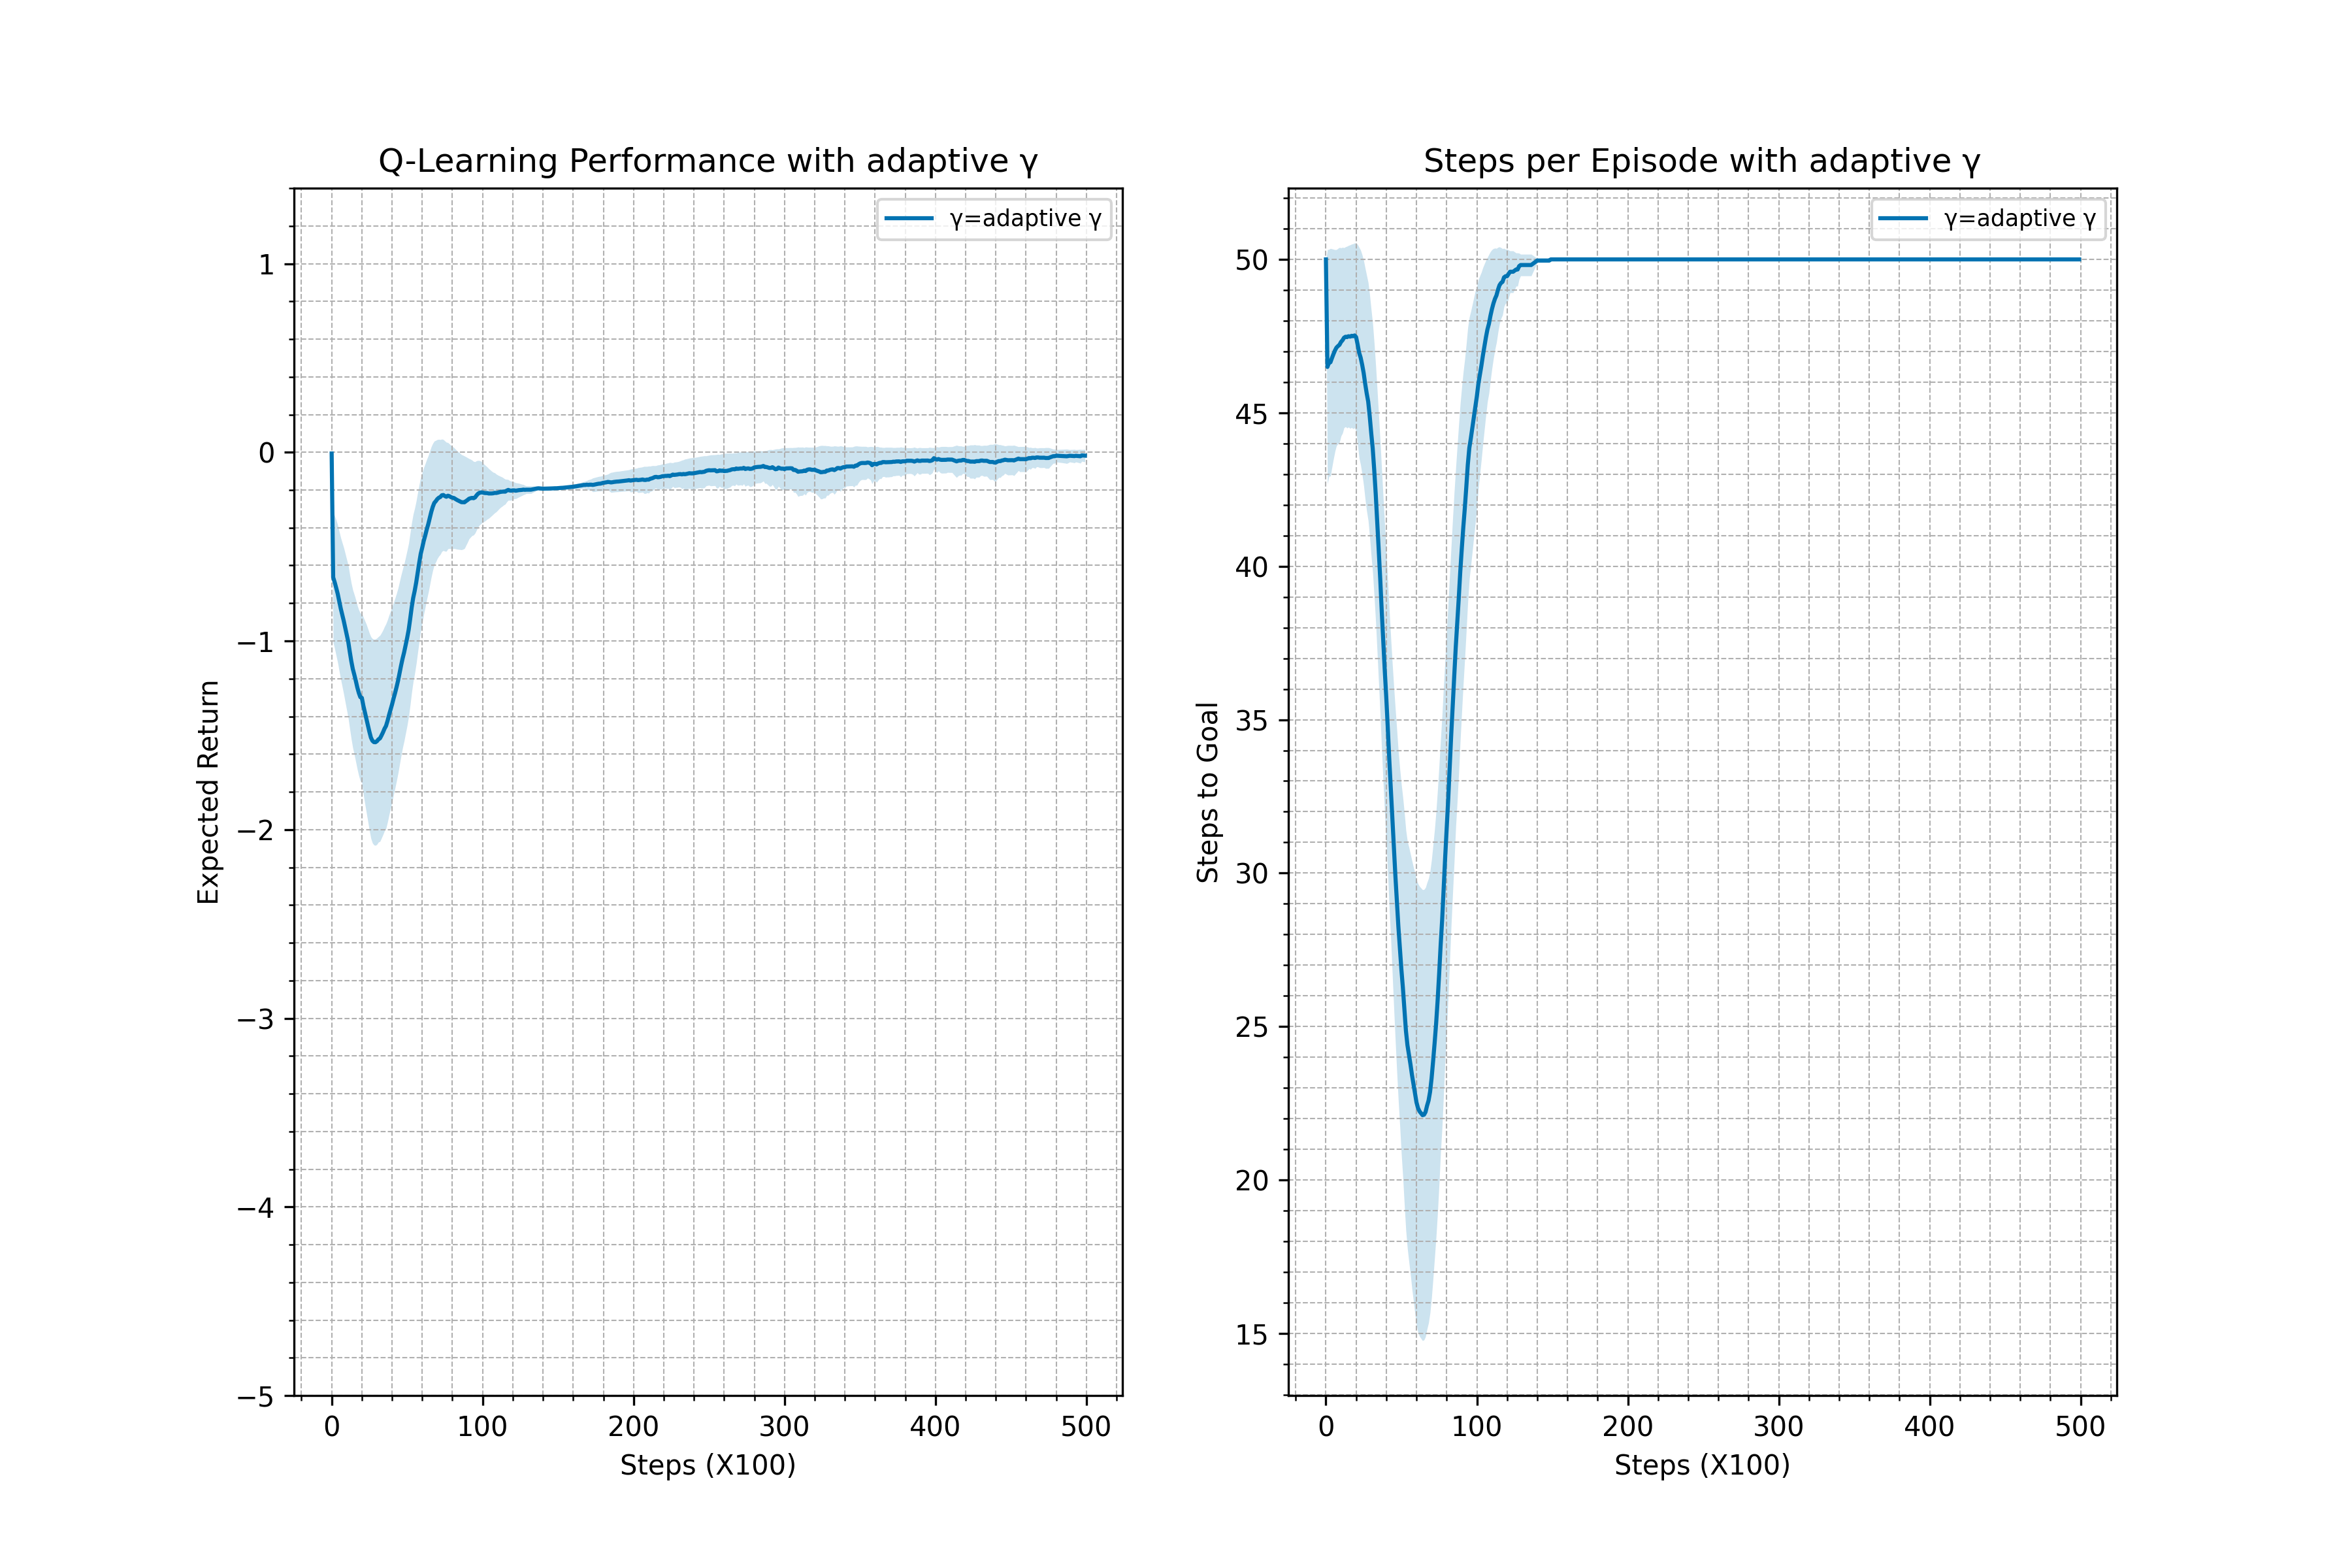 Q-Learning Performance with adaptive γ
γ=adaptive γ
1
0
−1
−2
−3
−4
−5
Expected Return
0 100 200 300 400 500
Steps (X100)
Steps per Episode with adaptive γ
γ=adaptive γ
50
45
40
35
30
25
20
15
Steps to Goal
0 100 200 300 400 500
Steps (X100)